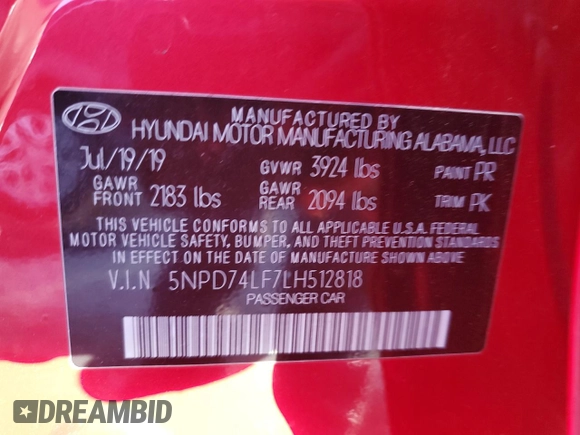 MANUFACTURED BY
HYUNDAI MOTOR MANUFACTURING ALABAMA, LLC
Jul/19/19 GVWR 3924 lbs PAINT PR
GAWR FRONT 2183 lbs GAWR REAR 2094 lbs TRIM PK
THIS VEHICLE CONFORMS TO ALL APPLICABLE U.S.A. FEDERAL
MOTOR VEHICLE SAFETY, BUMPER, AND THEFT PREVENTION STANDARDS
IN EFFECT ON THE DATE OF MANUFACTURE SHOWN ABOVE.
V.I.N 5NPD74LF7LH512818
PASSENGER CAR
DREAMBID